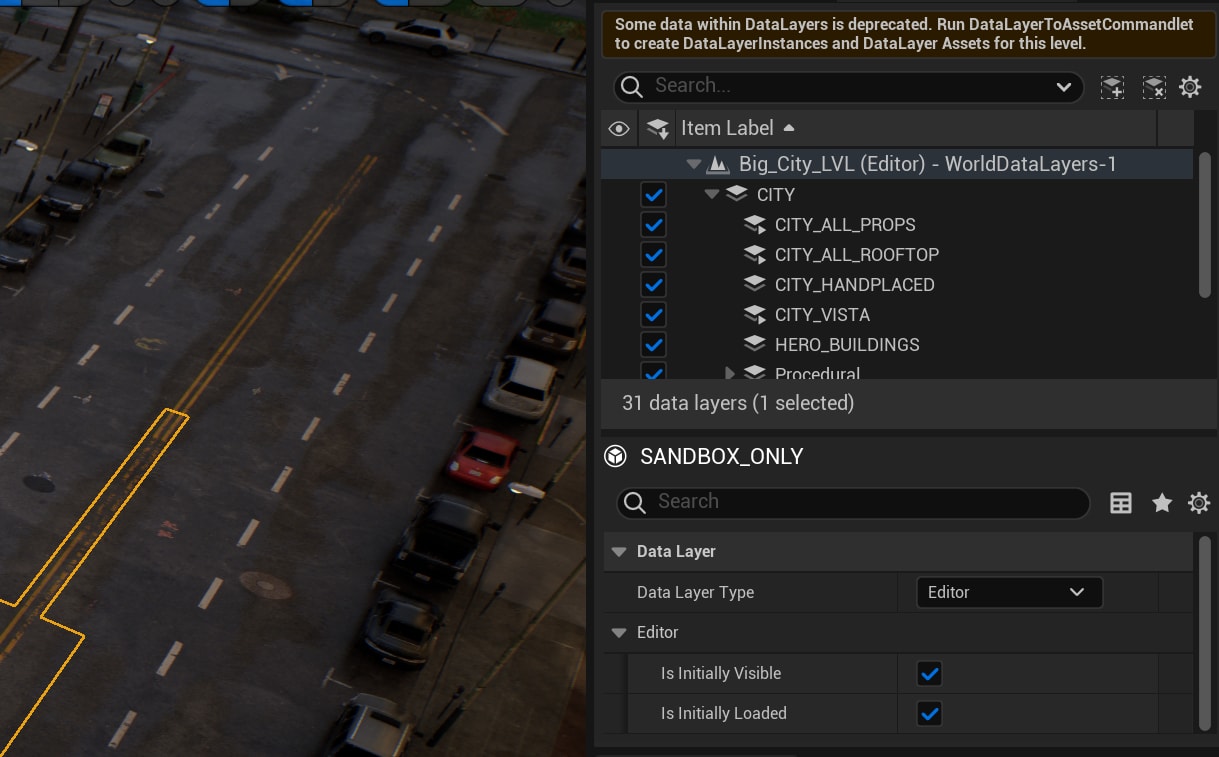 Some data within DataLayers is deprecated. Run DataLayerToAssetCommandlet
to create DataLayerInstances and DataLayer Assets for this level.
Search...
Item Label
Big_City_LVL (Editor) - WorldDataLayers-1
CITY
CITY_ALL_PROPS
CITY_ALL_ROOFTOP
CITY_HANDPLACED
CITY_VISTA
HERO_BUILDINGS
Procedural
31 data layers (1 selected)
SANDBOX_ONLY
Search
Data Layer
Data Layer Type
Editor
Editor
Is Initially Visible
Is Initially Loaded